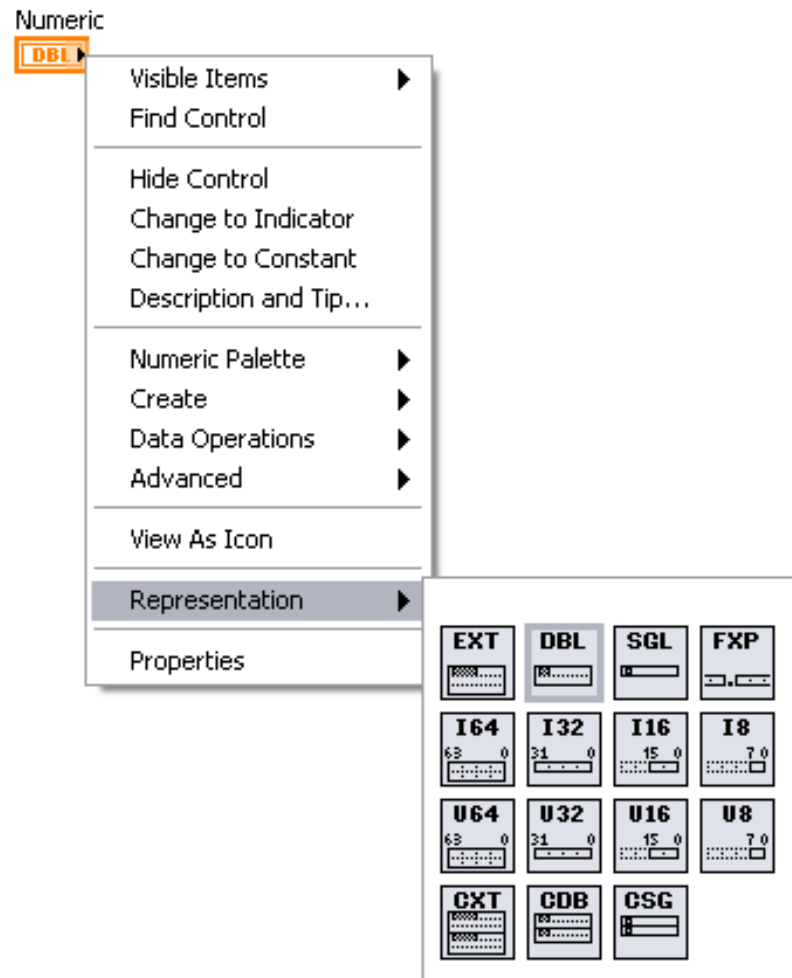 Numeric
DBL
Visible Items
Find Control
Hide Control
Change to Indicator
Change to Constant
Description and Tip...
Numeric Palette
Create
Data Operations
Advanced
View As Icon
Representation
Properties
EXT DBL SGL FXP
I64 I32 I16 I8
63 0 31 0 15 0 7 0
U64 U32 U16 U8
63 0 31 0 15 0 7 0
CXT CDB CSG